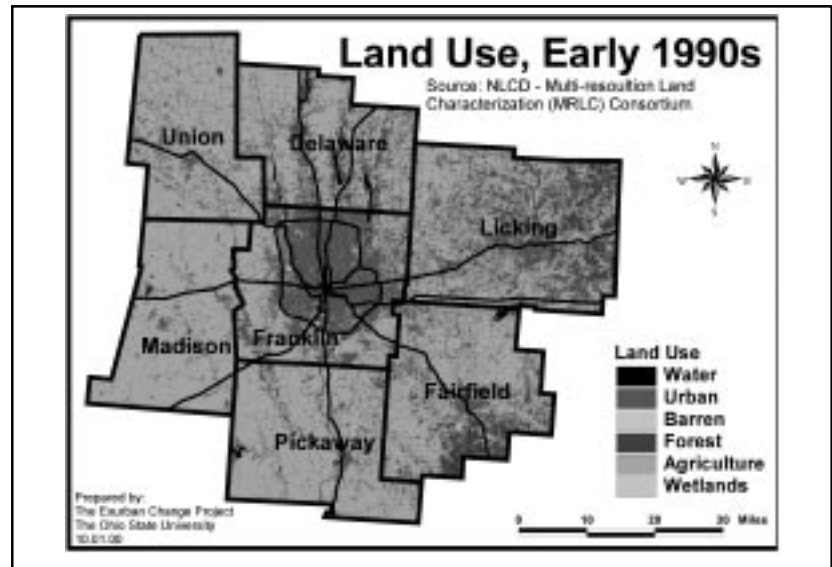 Land Use, Early 1990s
Source: NLCD - Multi-resoultion Land
Characterization (MRLC) Consortium
N
W
E
S
Union
Delaware
Licking
Madison
Franklin
Fairfield
Pickaway
Land Use
Water
Urban
Barren
Forest
Agriculture
Wetlands
Prepared by:
The Exurban Change Project
The Ohio State University
10.01.00
0 10 20 30 Miles